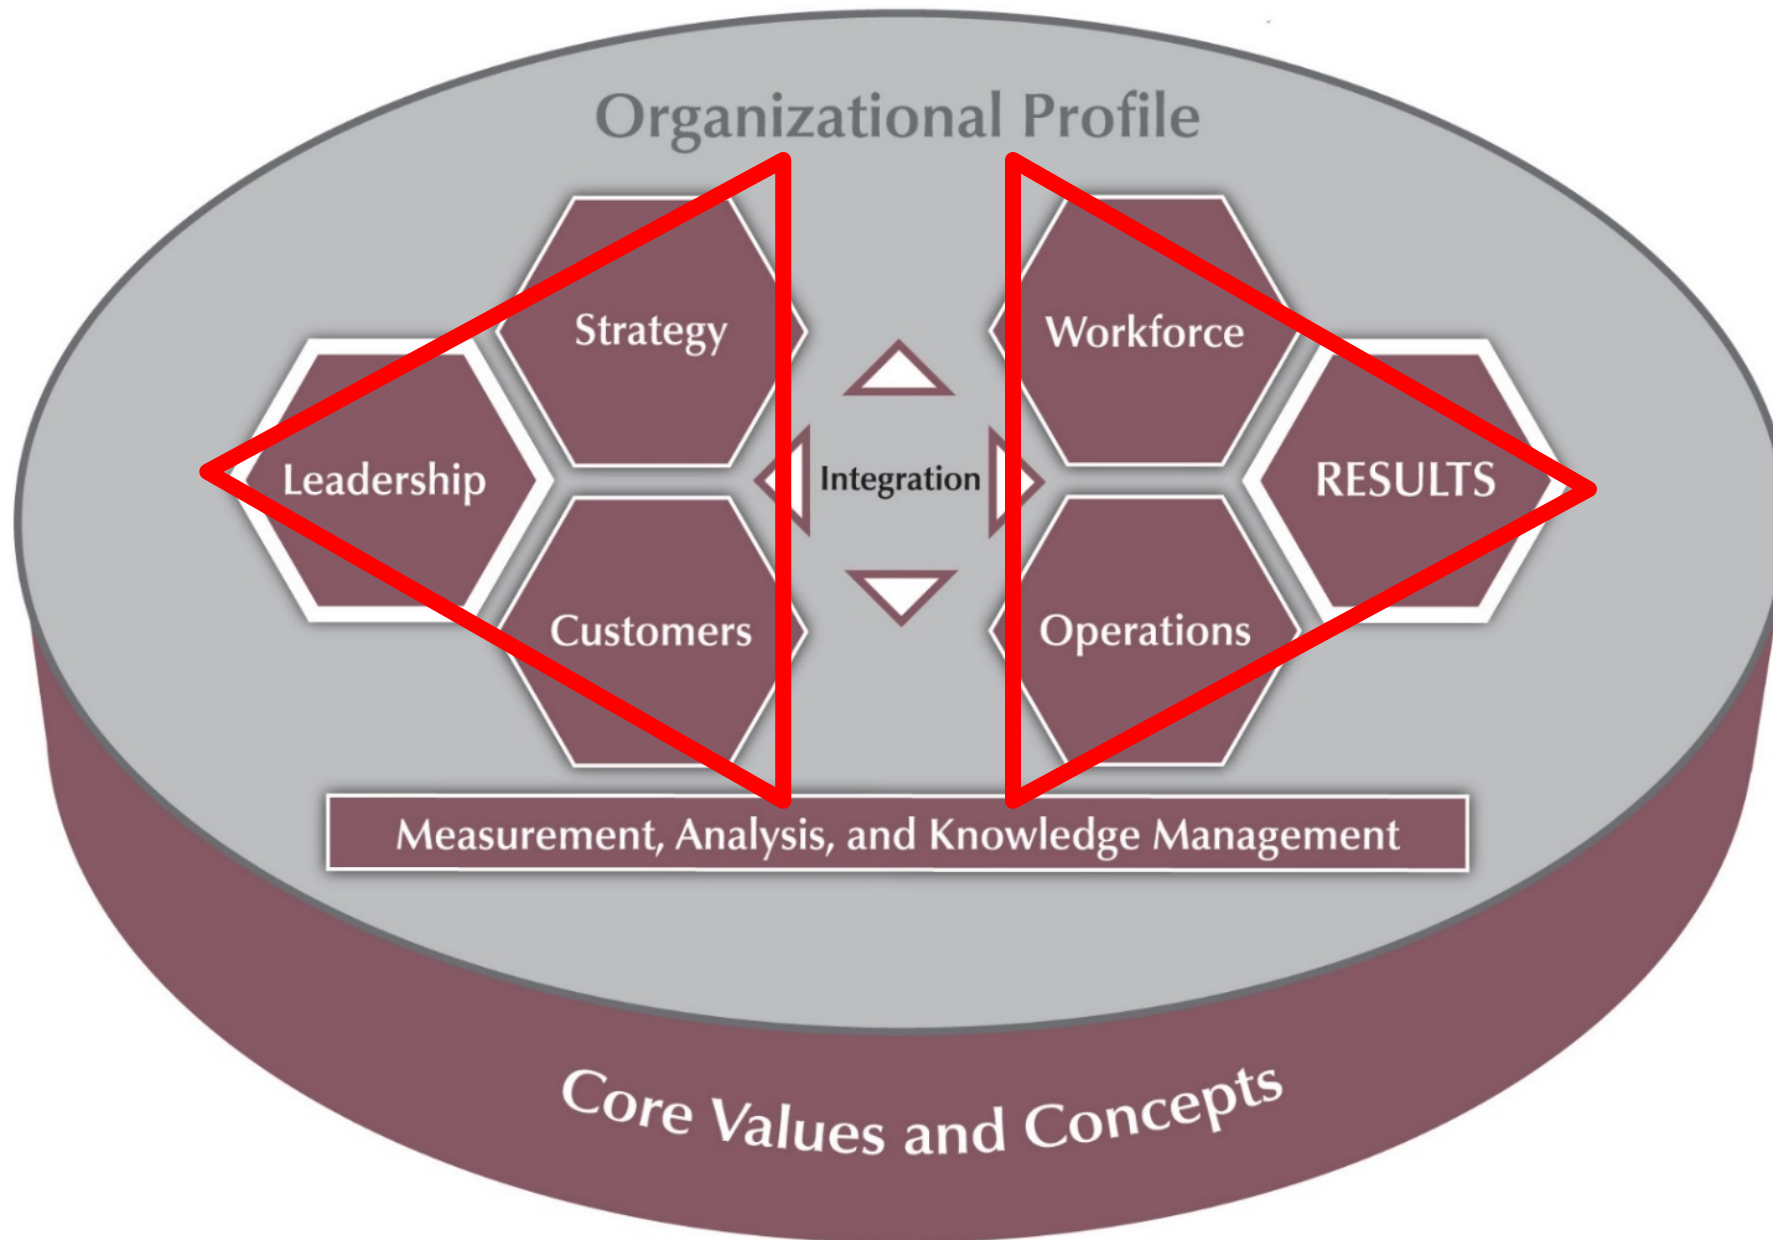 Organizational Profile
Strategy
Workforce
Leadership
Integration
RESULTS
Customers
Operations
Measurement, Analysis, and Knowledge Management
Core Values and Concepts